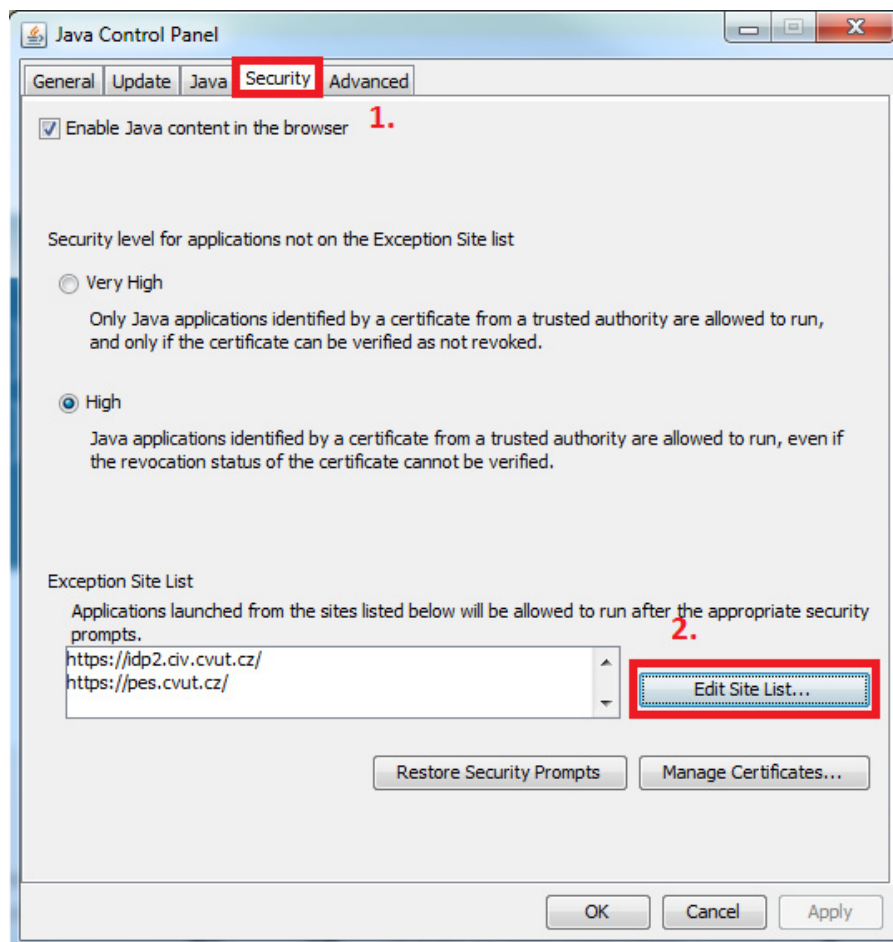 Java Control Panel
General Update Java Security Advanced
1.
Enable Java content in the browser
Security level for applications not on the Exception Site list
Very High
Only Java applications identified by a certificate from a trusted authority are allowed to run,
and only if the certificate can be verified as not revoked.
High
Java applications identified by a certificate from a trusted authority are allowed to run, even if
the revocation status of the certificate cannot be verified.
Exception Site List
Applications launched from the sites listed below will be allowed to run after the appropriate security
prompts.
2.
https://idp2.civ.cvut.cz/
https://pes.cvut.cz/
Edit Site List...
Restore Security Prompts Manage Certificates...
OK Cancel Apply